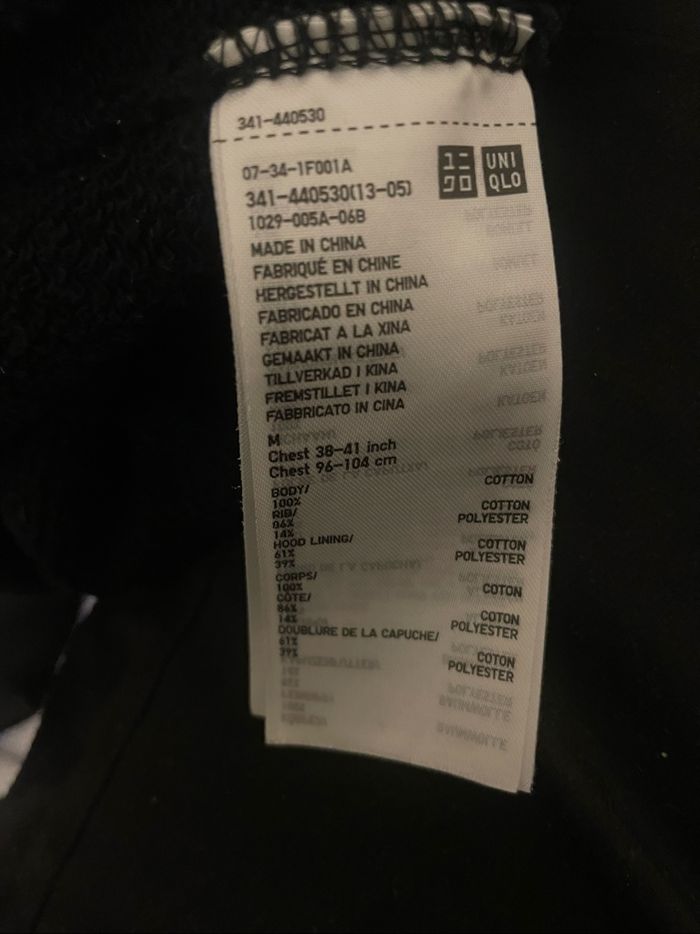 341-440530
07-34-1F001A
341-440530(13-05)
1029-005A-06B
ユニ
クロ
UNI
QLO
MADE IN CHINA
FABRIQUÉ EN CHINE
HERGESTELLT IN CHINA
FABRICADO EN CHINA
FABRICAT A LA XINA
GEMAAKT IN CHINA
TILLVERKAD I KINA
FREMSTILLET I KINA
FABBRICATO IN CINA
M
Chest 38-41 inch
Chest 96-104 cm
BODY/
100% COTTON
RIB/
86% COTTON
14% POLYESTER
HOOD LINING/
61% COTTON
39% POLYESTER
CORPS/
100% COTON
CÔTE/
86% COTON
14% POLYESTER
DOUBLURE DE LA CAPUCHE/
61% COTON
39% POLYESTER